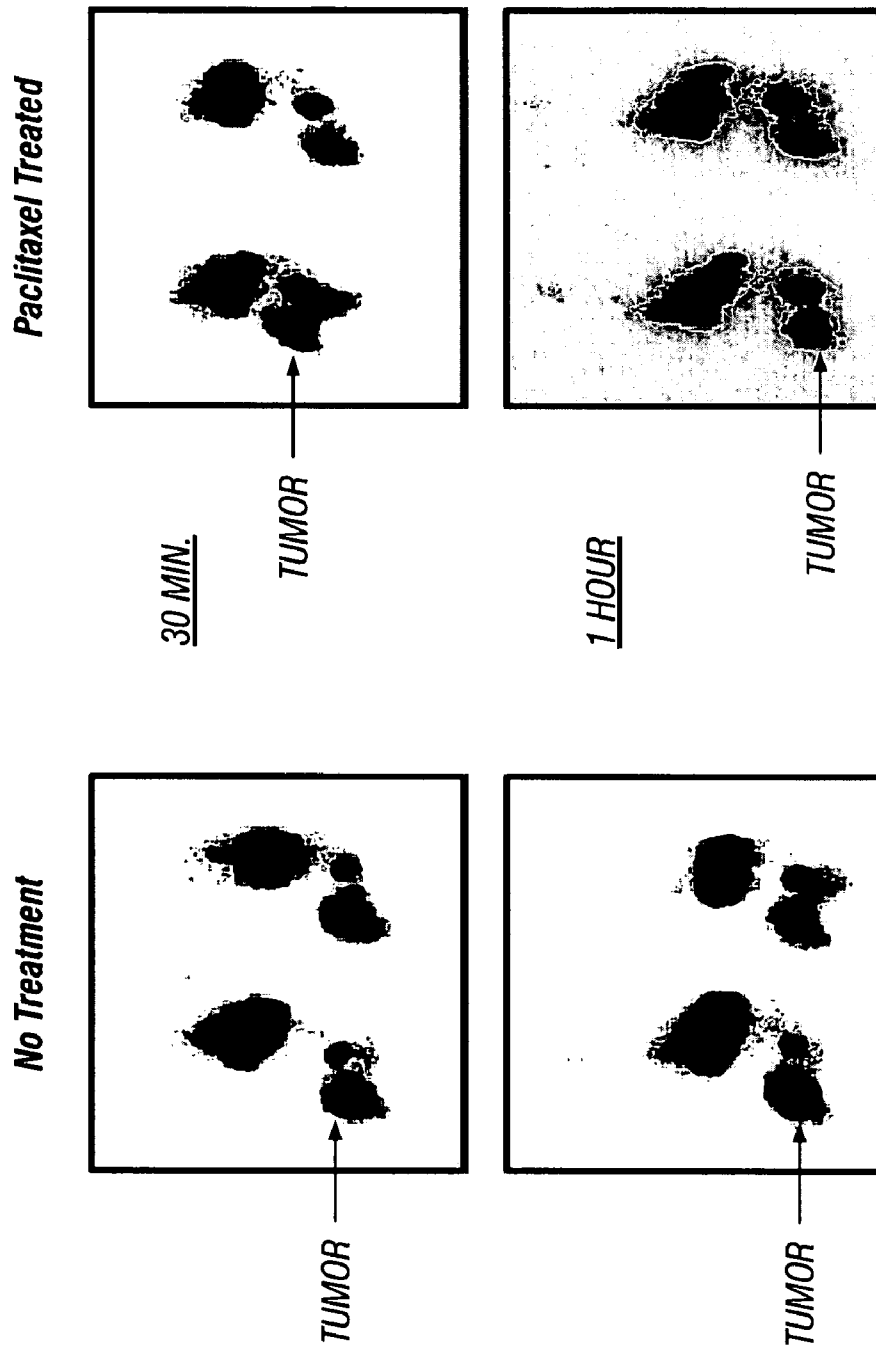 No Treatment
Paclitaxel Treated
30 MIN.
TUMOR
TUMOR
1 HOUR
TUMOR
TUMOR